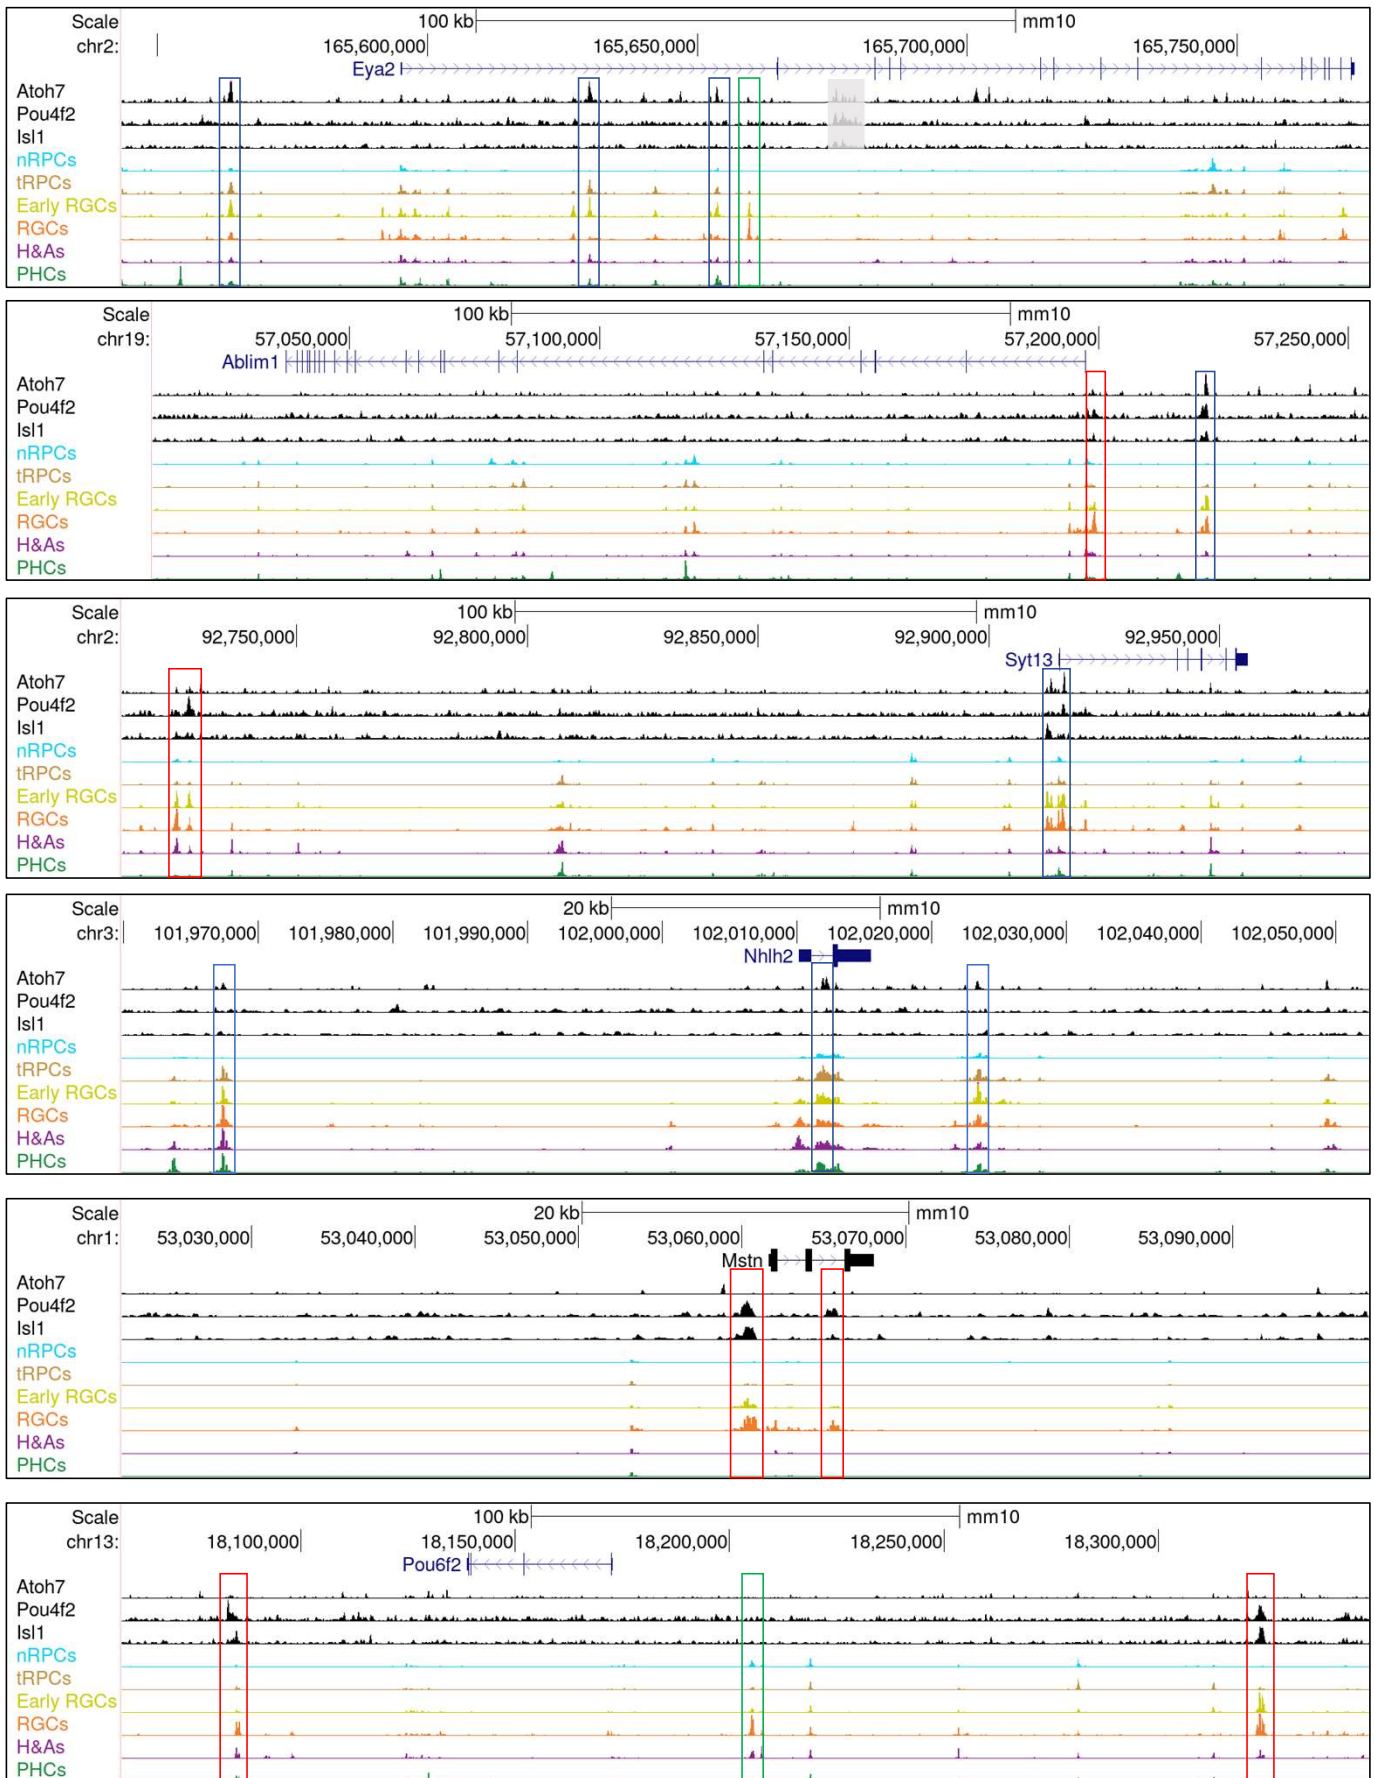 Scale 100 kb mm10
chr2: 165,600,000 165,650,000 165,700,000 165,750,000
Eya2
Atoh7
Pou4f2
Isl1
nRPCs
tRPCs
Early RGCs
RGCs
H&As
PHCs
Scale 100 kb mm10
chr19: 57,050,000 57,100,000 57,150,000 57,200,000 57,250,000
Ablim1
Atoh7
Pou4f2
Isl1
nRPCs
tRPCs
Early RGCs
RGCs
H&As
PHCs
Scale 100 kb mm10
chr2: 92,750,000 92,800,000 92,850,000 92,900,000 92,950,000
Syt13
Atoh7
Pou4f2
Isl1
nRPCs
tRPCs
Early RGCs
RGCs
H&As
PHCs
Scale 20 kb mm10
chr3: 101,970,000 101,980,000 101,990,000 102,000,000 102,010,000 102,020,000 102,030,000 102,040,000 102,050,000
Nhlh2
Atoh7
Pou4f2
Isl1
nRPCs
tRPCs
Early RGCs
RGCs
H&As
PHCs
Scale 20 kb mm10
chr1: 53,030,000 53,040,000 53,050,000 53,060,000 53,070,000 53,080,000 53,090,000
Mstn
Atoh7
Pou4f2
Isl1
nRPCs
tRPCs
Early RGCs
RGCs
H&As
PHCs
Scale 100 kb mm10
chr13: 18,100,000 18,150,000 18,200,000 18,250,000 18,300,000
Pou6f2
Atoh7
Pou4f2
Isl1
nRPCs
tRPCs
Early RGCs
RGCs
H&As
PHCs